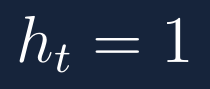 h_t = 1